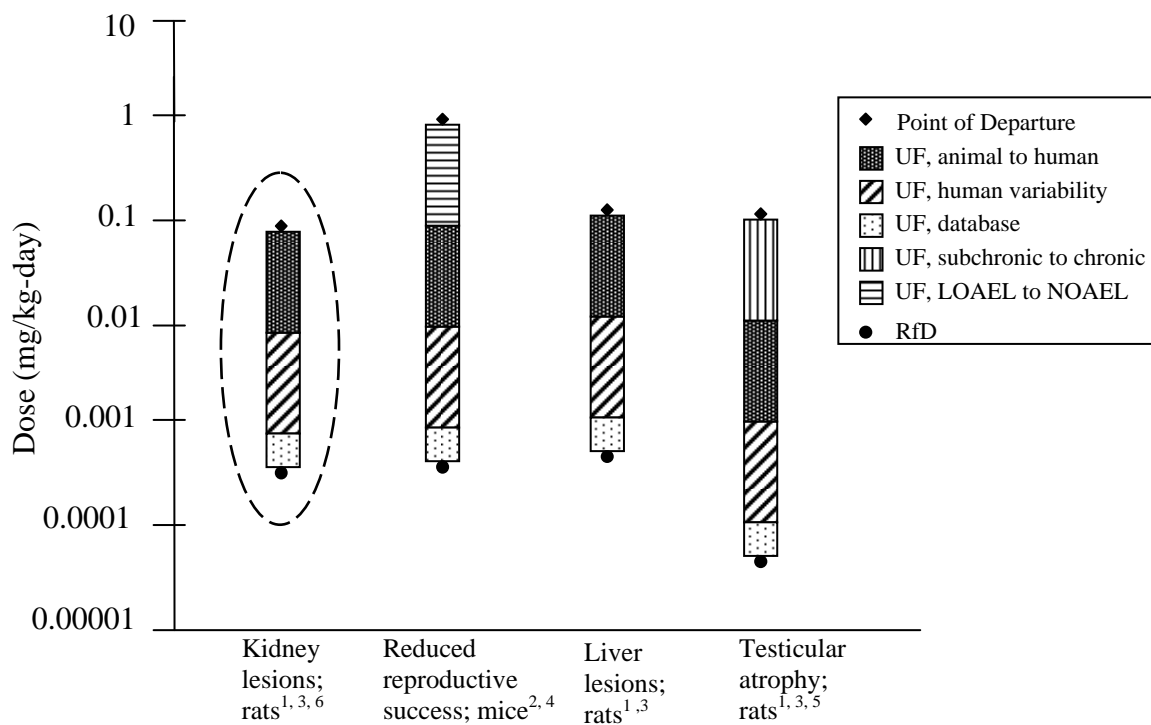 10
1
0.1
0.01
0.001
0.0001
0.00001
Dose (mg/kg-day)
Point of Departure
UF, animal to human
UF, human variability
UF, database
UF, subchronic to chronic
UF, LOAEL to NOAEL
RfD
Kidney
lesions;
rats1, 3, 6
Reduced
reproductive
success; mice2, 4
Liver
lesions;
rats1 ,3
Testicular
atrophy;
rats1, 3, 5